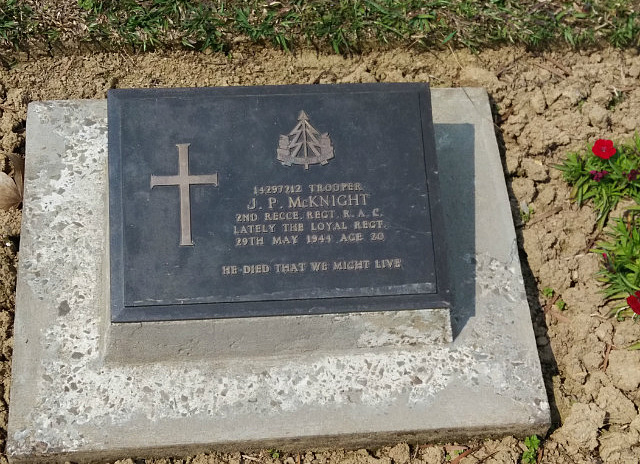 14297212 TROOPER
J. P. McKNIGHT
2ND RECCE. REGT. R. A. C.
LATELY THE LOYAL REGT.
29TH MAY 1944 AGE 20
HE DIED THAT WE MIGHT LIVE